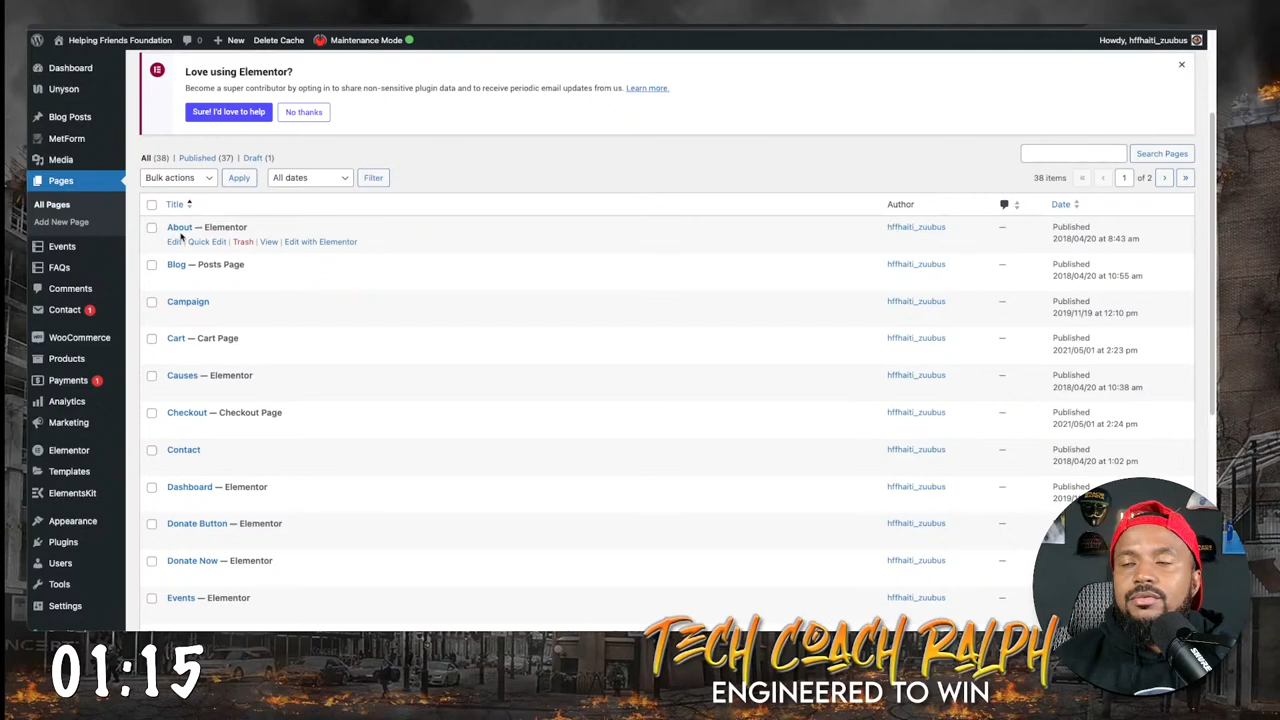 Helping Friends Foundation 0 + New Delete Cache Maintenance Mode Howdy, hffhaiti_zuubus
Dashboard
Unyson
Blog Posts
MetForm
Media
Pages
All Pages
Add New Page
Events
FAQs
Comments
Contact 1
WooCommerce
Products
Payments 1
Analytics
Marketing
Elementor
Templates
ElementsKit
Appearance
Plugins
Users
Tools
Settings
Love using Elementor?
Become a super contributor by opting in to share non-sensitive plugin data and to receive periodic email updates from us. Learn more.
Sure! I'd love to help No thanks
All (38) | Published (37) | Draft (1)
Search Pages
Bulk actions Apply All dates Filter 38 items « ‹ 1 of 2 › »
Title Author Date
About — Elementor hffhaiti_zuubus — Published
Edit | Quick Edit | Trash | View | Edit with Elementor 2018/04/20 at 8:43 am
Blog — Posts Page hffhaiti_zuubus — Published
2018/04/20 at 10:55 am
Campaign hffhaiti_zuubus — Published
2019/11/19 at 12:10 pm
Cart — Cart Page hffhaiti_zuubus — Published
2021/05/01 at 2:23 pm
Causes — Elementor hffhaiti_zuubus — Published
2018/04/20 at 10:38 am
Checkout — Checkout Page hffhaiti_zuubus — Published
2021/05/01 at 2:24 pm
Contact hffhaiti_zuubus — Published
2018/04/20 at 1:02 pm
Dashboard — Elementor hffhaiti_zuubus — Published
Donate Button — Elementor hffhaiti_zuubus —
Donate Now — Elementor hffhaiti_zuubus —
Events — Elementor hffhaiti_zuubus —
01:15
TECH COACH RALPH
ENGINEERED TO WIN
SHURE